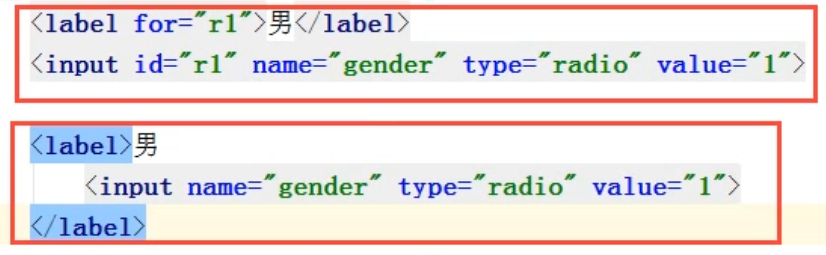 <label for="r1">男</label>
<input id="r1" name="gender" type="radio" value="1">
<label>男
<input name="gender" type="radio" value="1">
</label>